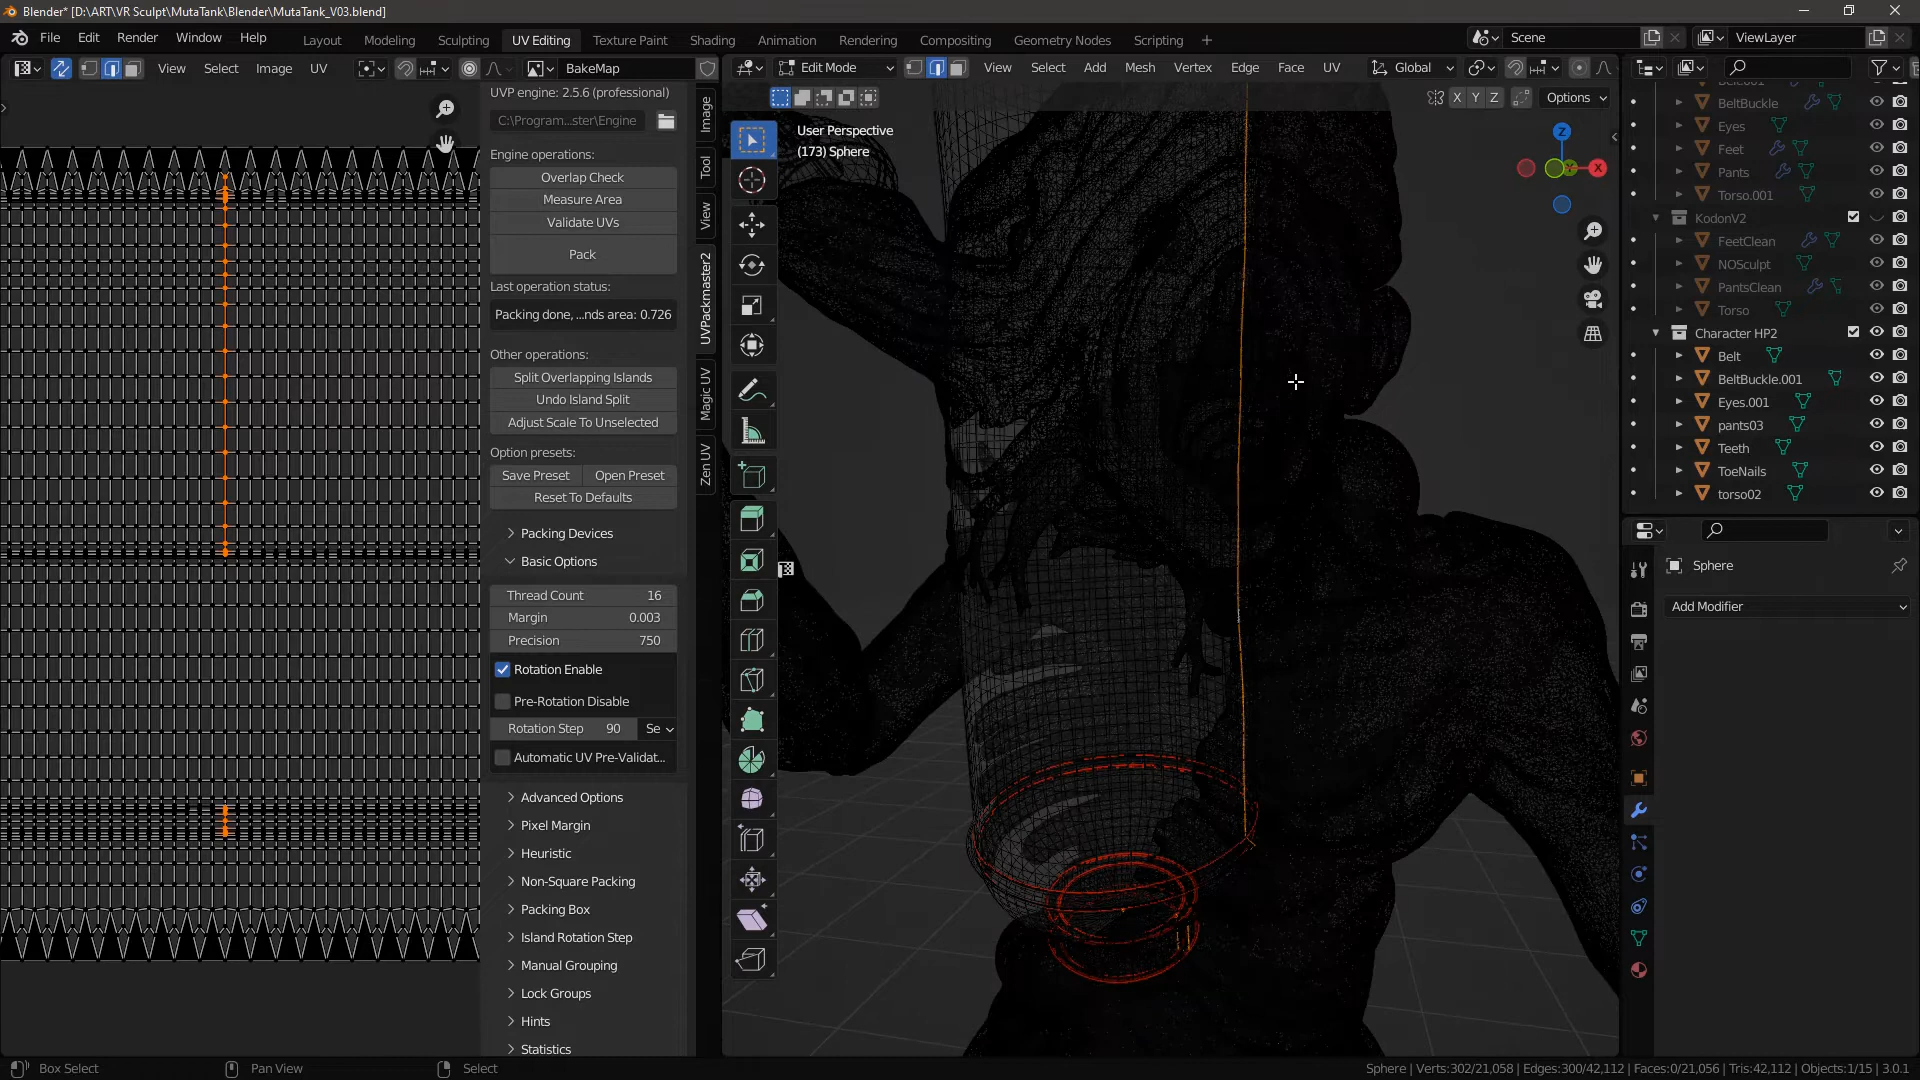 Blender* [D:\ART\VR Sculpt\MutaTank\Blender\MutaTank_V03.blend]
File Edit Render Window Help
Layout Modeling Sculpting UV Editing Texture Paint Shading Animation Rendering Compositing Geometry Nodes Scripting +
Scene
ViewLayer
View Select Image UV
BakeMap
Edit Mode
View Select Add Mesh Vertex Edge Face UV
Global
X Y Z
Options
UVP engine: 2.5.6 (professional)
C:\Program...ster\Engine
Engine operations:
Overlap Check
Measure Area
Validate UVs
Pack
Last operation status:
Packing done, ...nds area: 0.726
Other operations:
Split Overlapping Islands
Undo Island Split
Adjust Scale To Unselected
Option presets:
Save Preset Open Preset
Reset To Defaults
Packing Devices
Basic Options
Thread Count 16
Margin 0.003
Precision 750
Rotation Enable
Pre-Rotation Disable
Rotation Step 90 Se
Automatic UV Pre-Validat...
Advanced Options
Pixel Margin
Heuristic
Non-Square Packing
Packing Box
Island Rotation Step
Manual Grouping
Lock Groups
Hints
Statistics
Image
Tool
View
UVPackmaster2
Magic UV
Zen UV
User Perspective
(173) Sphere
Z
X
BeltBuckle
Eyes
Feet
Pants
Torso.001
KodonV2
FeetClean
NOSculpt
PantsClean
Torso
Character HP2
Belt
BeltBuckle.001
Eyes.001
pants03
Teeth
ToeNails
torso02
Sphere
Add Modifier
Box Select
Pan View
Select
Sphere | Verts:302/21,058 | Edges:300/42,112 | Faces:0/21,056 | Tris:42,112 | Objects:1/15 | 3.0.1